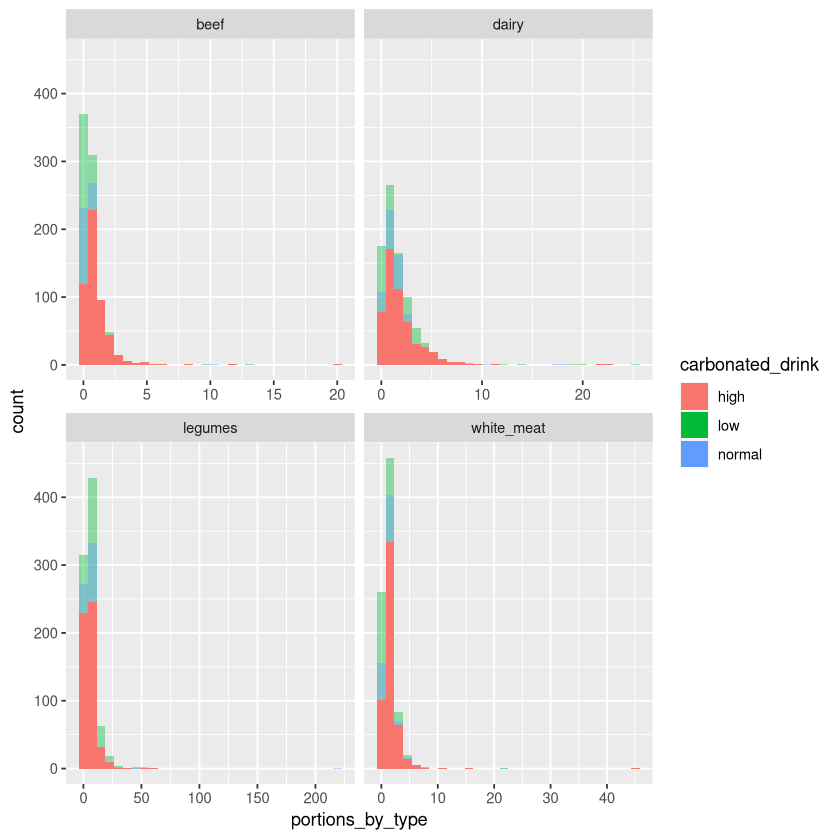 beef
dairy
400
300
200
100
0
0 5 10 15 20
0 10 20
legumes
white_meat
400
300
200
100
0
0 50 100 150 200
0 10 20 30 40
count
portions_by_type
carbonated_drink
high
low
normal